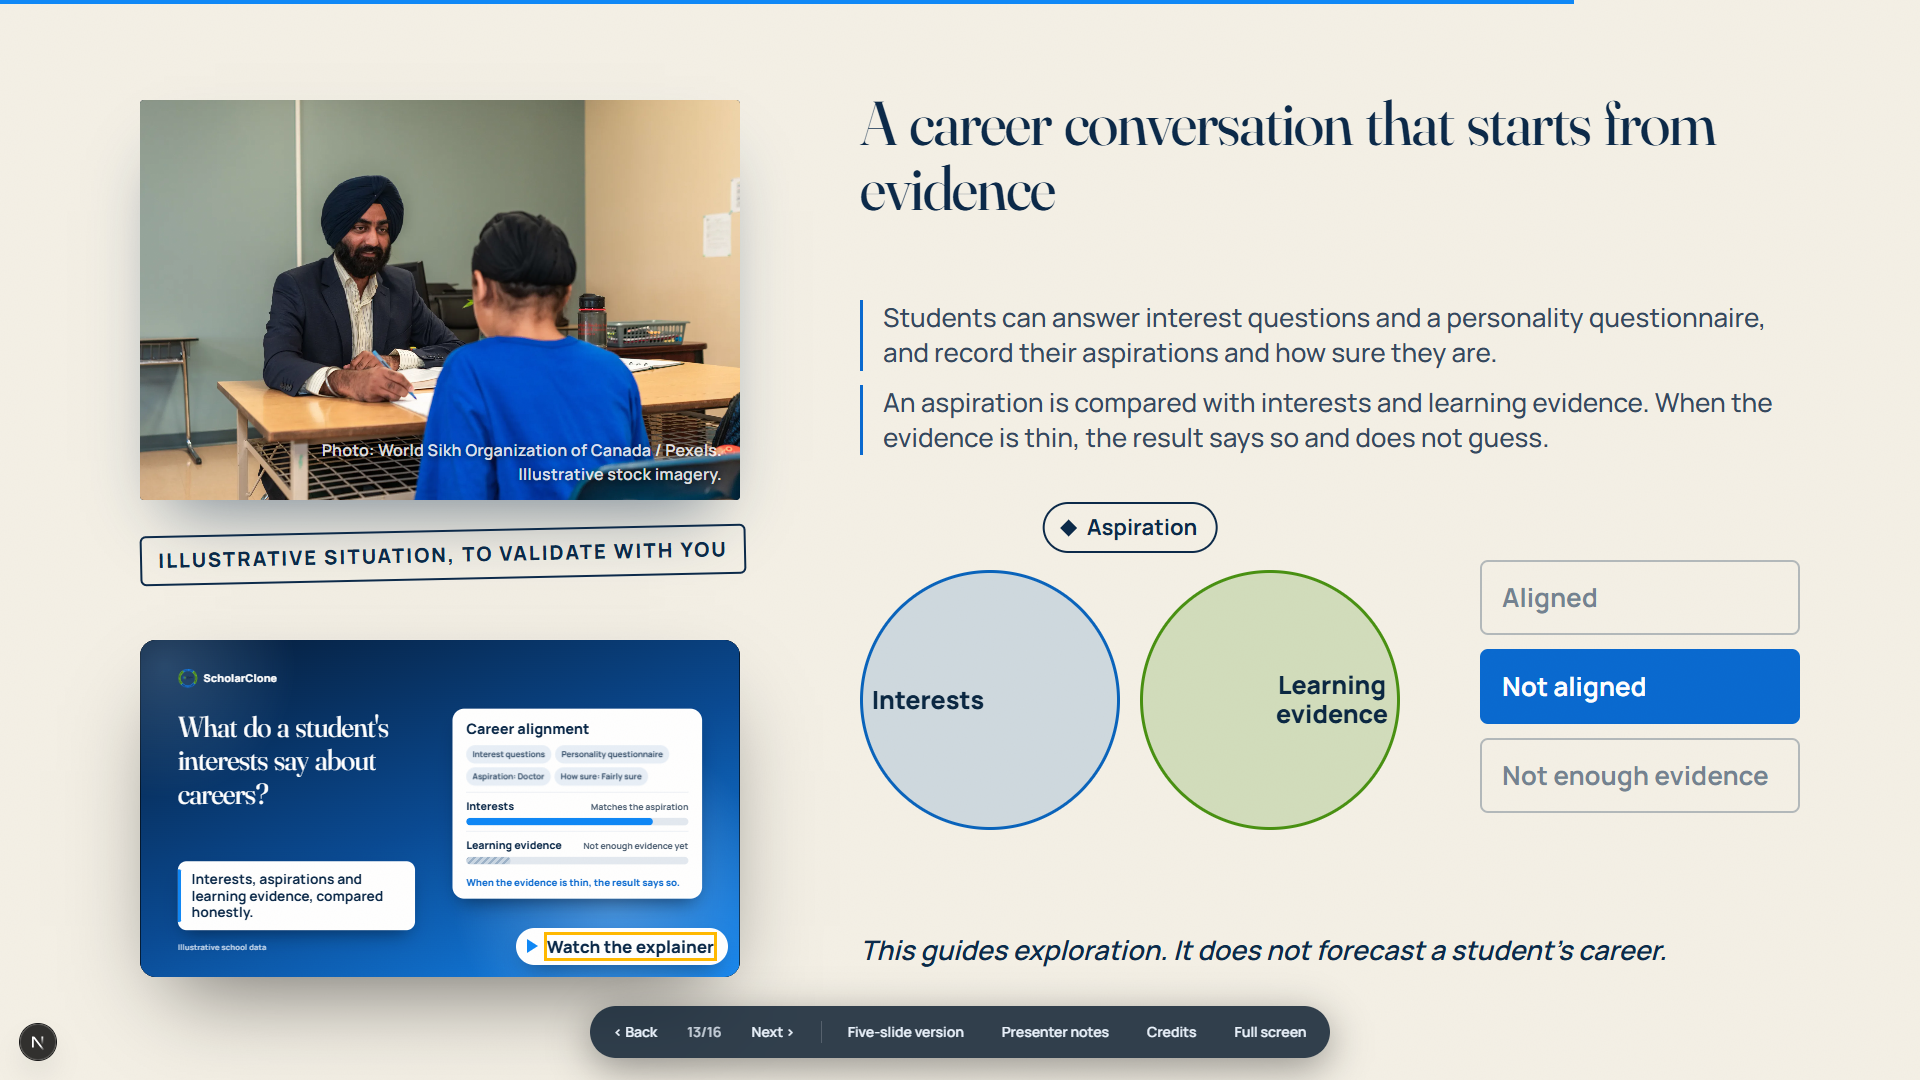 Photo: World Sikh Organization of Canada / Pexels.
Illustrative stock imagery.
ILLUSTRATIVE SITUATION, TO VALIDATE WITH YOU
ScholarClone
What do a student's
interests say about
careers?
Interests, aspirations and
learning evidence, compared
honestly.
Illustrative school data
Career alignment
Interest questions
Personality questionnaire
Aspiration: Doctor
How sure: Fairly sure
Interests
Matches the aspiration
Learning evidence
Not enough evidence yet
When the evidence is thin, the result says so.
Watch the explainer
A career conversation that starts from
evidence
Students can answer interest questions and a personality questionnaire,
and record their aspirations and how sure they are.
An aspiration is compared with interests and learning evidence. When the
evidence is thin, the result says so and does not guess.
Aspiration
Interests
Learning
evidence
Aligned
Not aligned
Not enough evidence
This guides exploration. It does not forecast a student’s career.
‹ Back
13/16
Next ›
Five-slide version
Presenter notes
Credits
Full screen
N